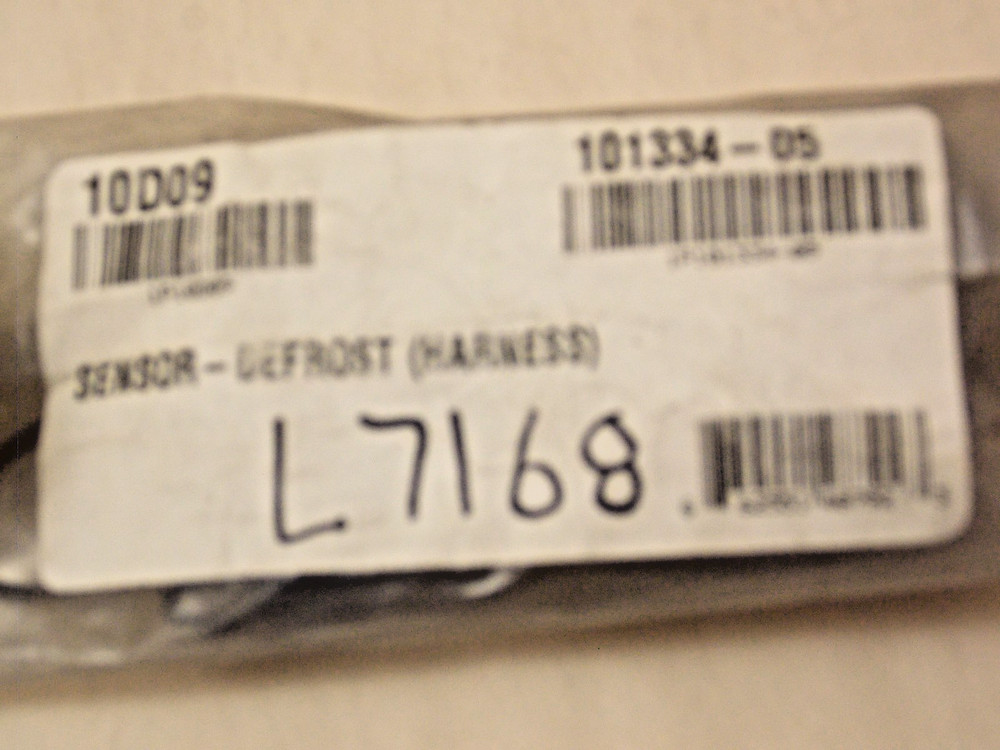 10D09
101334-05
SENSOR-DEFROST (HARNESS)
L7168